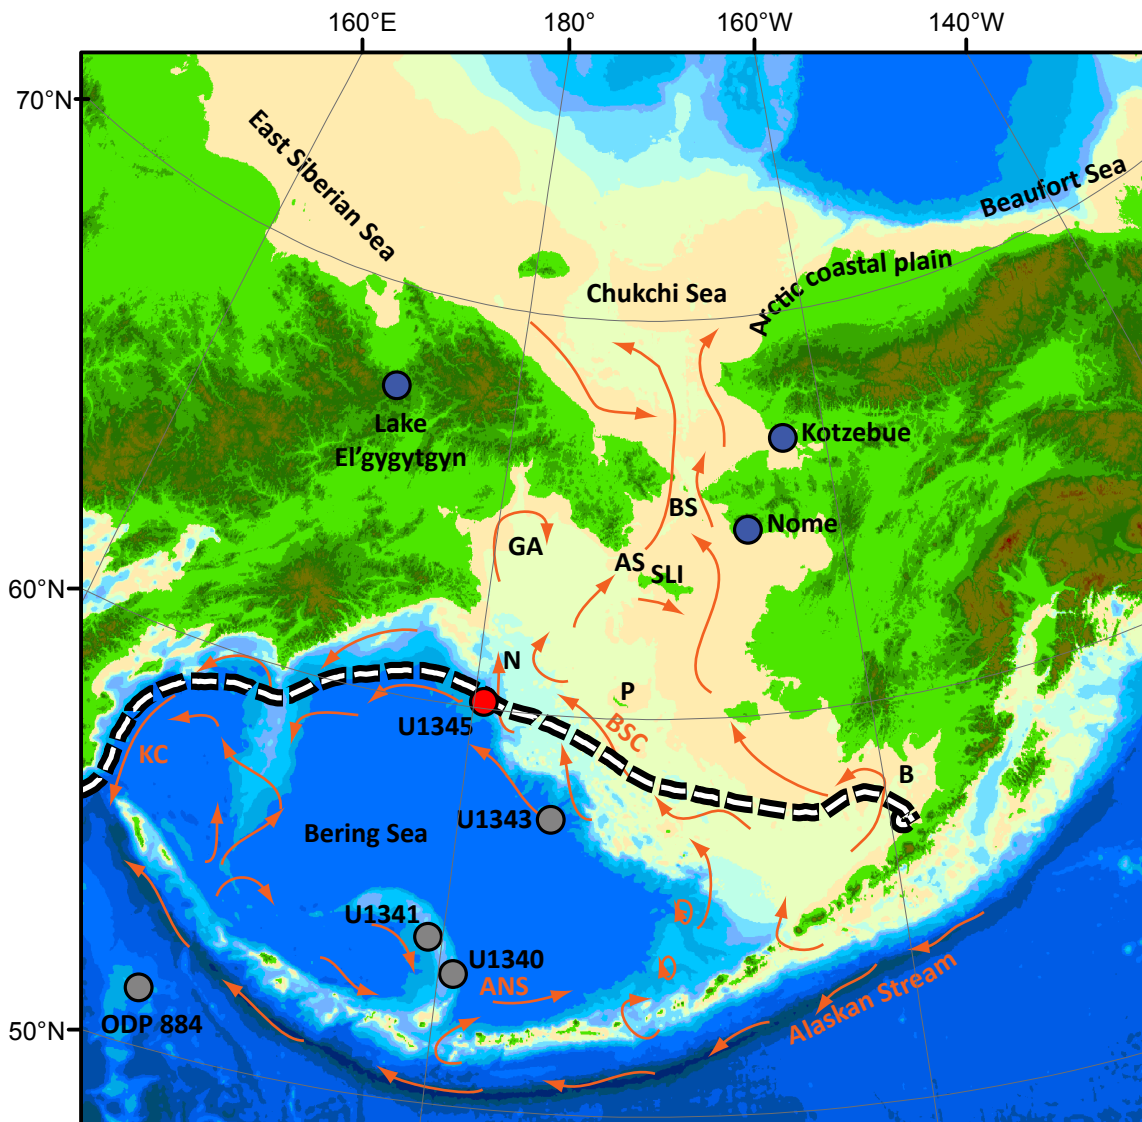 160°E 180° 160°W 140°W
70°N
East Siberian Sea
Beaufort Sea
Arctic coastal plain
Chukchi Sea
Lake
El’gygytgyn
Kotzebue
BS
Nome
GA
AS
SLI
60°N
N
P
U1345
BSC
KC
B
U1343
Bering Sea
U1341
U1340
ANS
Alaskan Stream
ODP 884
50°N